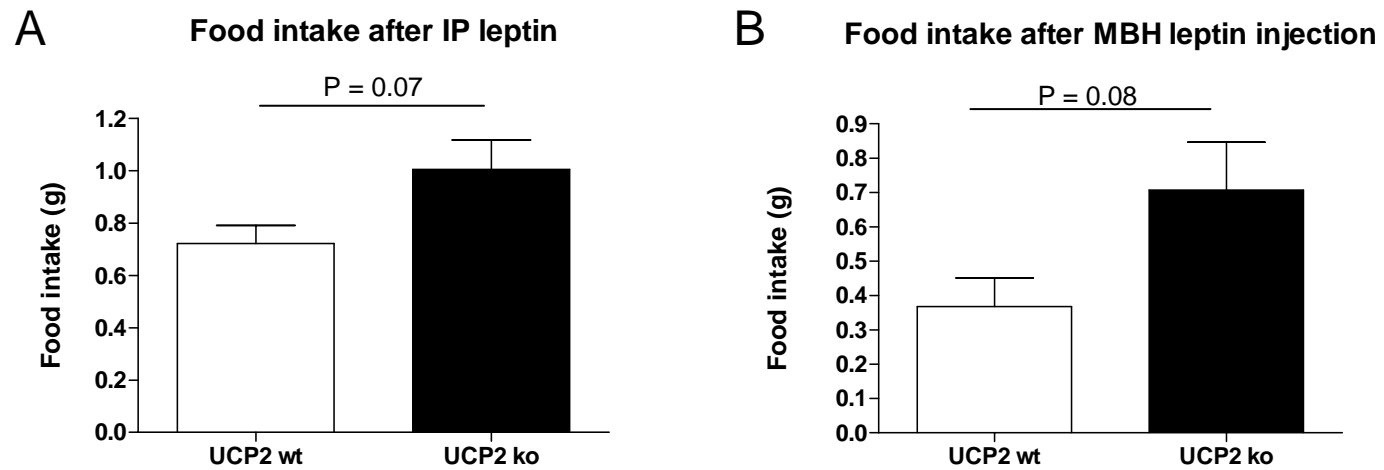 A
Food intake after IP leptin
P = 0.07
1.2
1.0
0.8
0.6
0.4
0.2
0.0
Food intake (g)
UCP2 wt
UCP2 ko
B
Food intake after MBH leptin injection
P = 0.08
0.9
0.8
0.7
0.6
0.5
0.4
0.3
0.2
0.1
0.0
Food intake (g)
UCP2 wt
UCP2 ko